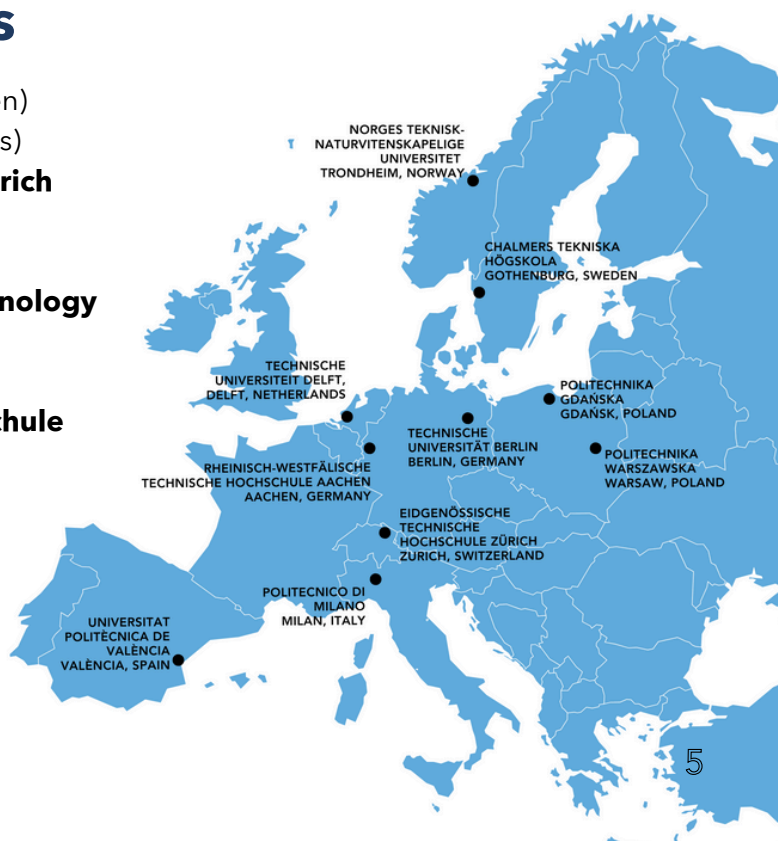 s
n)
s)
rich
nology
chule
NORGES TEKNISK-
NATURVITENSKAPELIGE
UNIVERSITET
TRONDHEIM, NORWAY
CHALMERS TEKNISKA
HÖGSKOLA
GOTHENBURG, SWEDEN
TECHNISCHE
UNIVERSITEIT DELFT,
DELFT, NETHERLANDS
POLITECHNIKA
GDAŃSKA
GDAŃSK, POLAND
TECHNISCHE
UNIVERSITÄT BERLIN
BERLIN, GERMANY
POLITECHNIKA
WARSZAWSKA
WARSAW, POLAND
RHEINISCH-WESTFÄLISCHE
TECHNISCHE HOCHSCHULE AACHEN
AACHEN, GERMANY
EIDGENÖSSISCHE
TECHNISCHE
HOCHSCHULE ZÜRICH
ZURICH, SWITZERLAND
POLITECNICO DI
MILANO
MILAN, ITALY
UNIVERSITAT
POLITÈCNICA DE
VALÈNCIA
VALÈNCIA, SPAIN
5